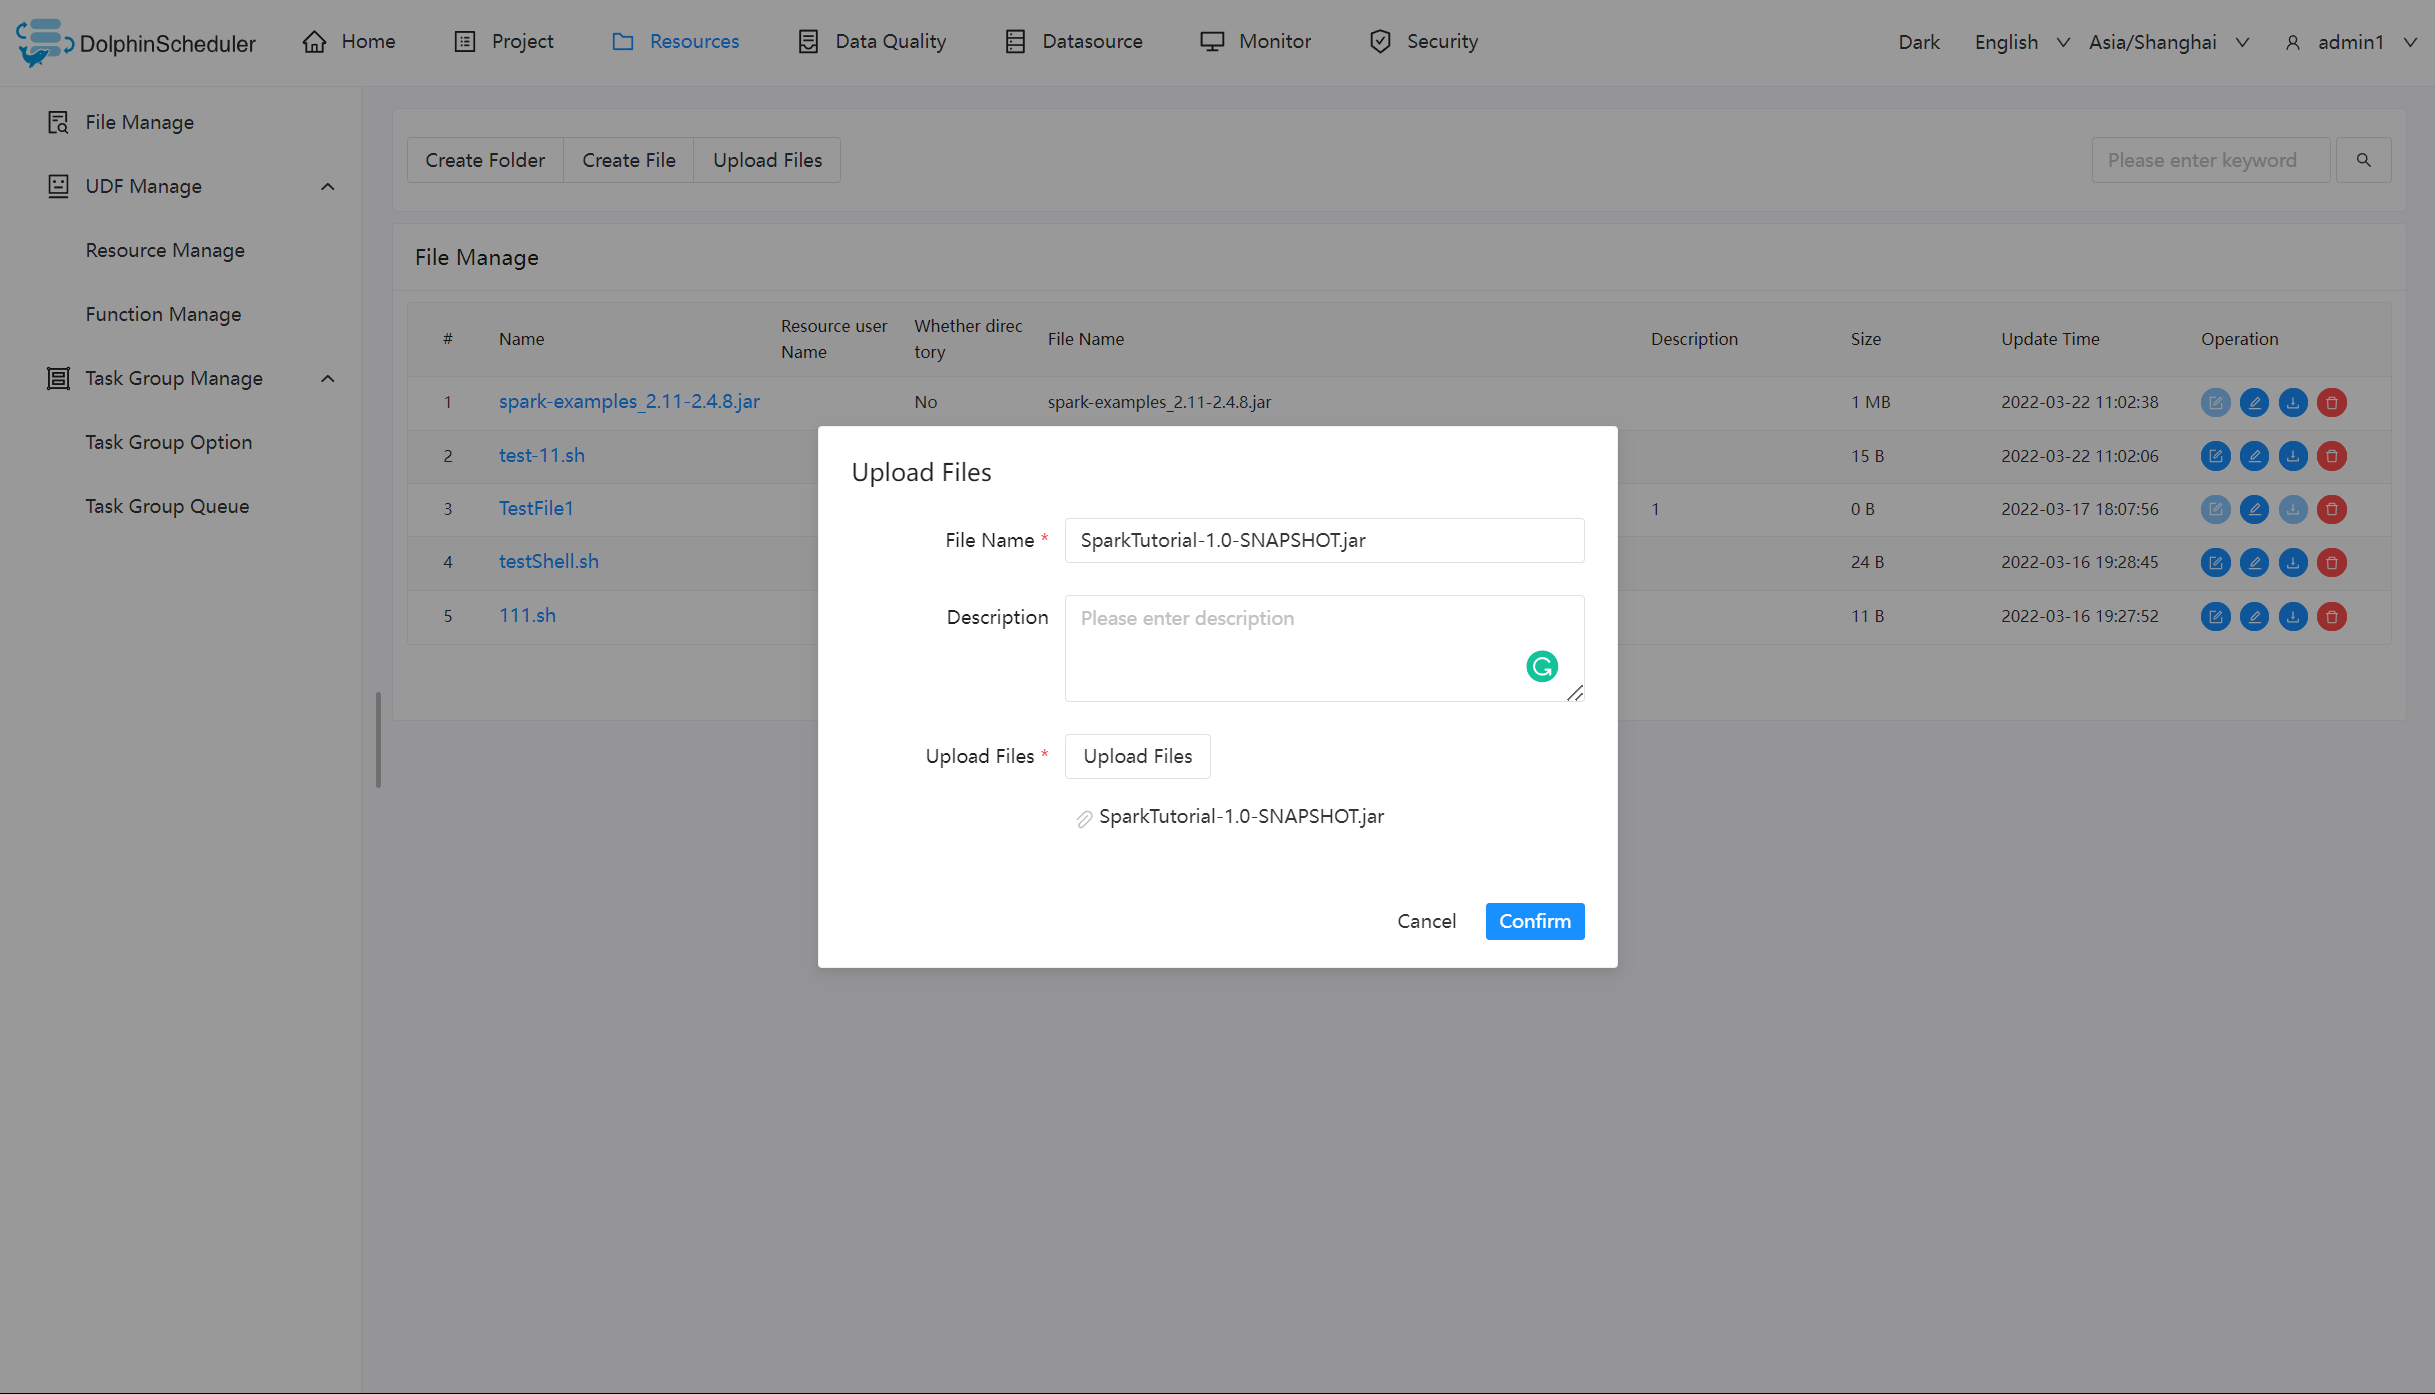 DolphinScheduler Home Project Resources Data Quality Datasource Monitor Security Dark English Asia/Shanghai admin1
File Manage
UDF Manage
Resource Manage
Function Manage
Task Group Manage
Task Group Option
Task Group Queue
Create Folder Create File Upload Files Please enter keyword
File Manage
# Name Resource user Name Whether direc tory File Name Description Size Update Time Operation
1 spark-examples_2.11-2.4.8.jar No spark-examples_2.11-2.4.8.jar 1 MB 2022-03-22 11:02:38
2 test-11.sh 15 B 2022-03-22 11:02:06
3 TestFile1 1 0 B 2022-03-17 18:07:56
4 testShell.sh 24 B 2022-03-16 19:28:45
5 111.sh 11 B 2022-03-16 19:27:52
Upload Files
File Name * SparkTutorial-1.0-SNAPSHOT.jar
Description Please enter description
Upload Files * Upload Files
SparkTutorial-1.0-SNAPSHOT.jar
Cancel Confirm